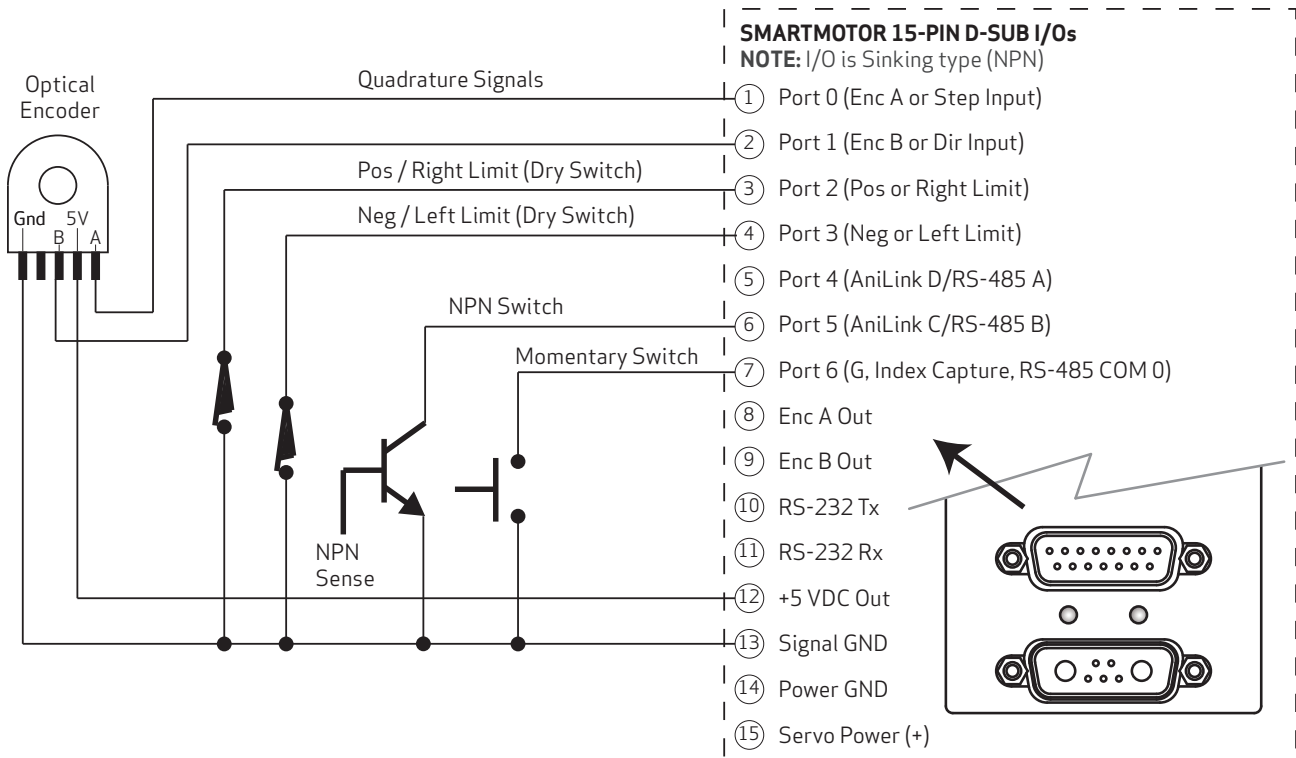 SMARTMOTOR 15-PIN D-SUB I/Os
NOTE: I/O is Sinking type (NPN)
Optical
Encoder
Gnd
5V
B
A
Quadrature Signals
Pos / Right Limit (Dry Switch)
Neg / Left Limit (Dry Switch)
NPN Switch
Momentary Switch
NPN
Sense
1 Port 0 (Enc A or Step Input)
2 Port 1 (Enc B or Dir Input)
3 Port 2 (Pos or Right Limit)
4 Port 3 (Neg or Left Limit)
5 Port 4 (AniLink D/RS-485 A)
6 Port 5 (AniLink C/RS-485 B)
7 Port 6 (G, Index Capture, RS-485 COM 0)
8 Enc A Out
9 Enc B Out
10 RS-232 Tx
11 RS-232 Rx
12 +5 VDC Out
13 Signal GND
14 Power GND
15 Servo Power (+)